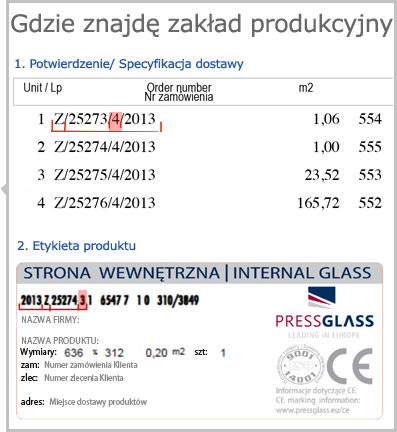 Gdzie znajdę zakład produkcyjny
1. Potwierdzenie/ Specyfikacja dostawy
Unit / Lp Order number m2
Nr zamówienia
1 Z/25273/4/2013 1,06 554
2 Z/25274/4/2013 1,00 555
3 Z/25275/4/2013 23,52 553
4 Z/25276/4/2013 165,72 552
2. Etykieta produktu
STRONA WEWNĘTRZNA | INTERNAL GLASS
2013 Z 25274 3 1 6547 7 1 0 310/3849
NAZWA FIRMY:
PRESSGLASS
LEADING IN EUROPE
NAZWA PRODUKTU:
Wymiary: 636 x 312 0,20 m2 szt: 1
zam: Numer zamówienia Klienta
zlec: Numer zlecenia Klienta
adres: Miejsce dostawy produktów
9001
ISO
14001
CE
Informacje dotyczące CE:
CE marking information:
www.pressglass.eu/ce